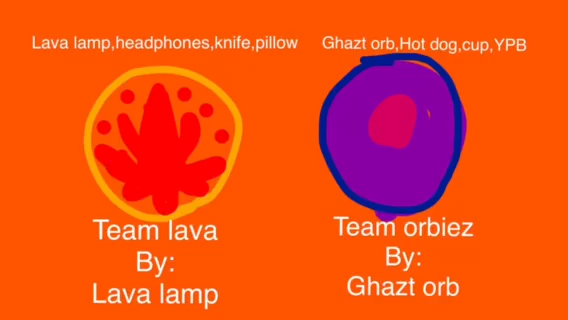 Lava lamp,headphones,knife,pillow
Ghazt orb,Hot dog,cup,YPB
Team lava
By:
Lava lamp
Team orbiez
By:
Ghazt orb